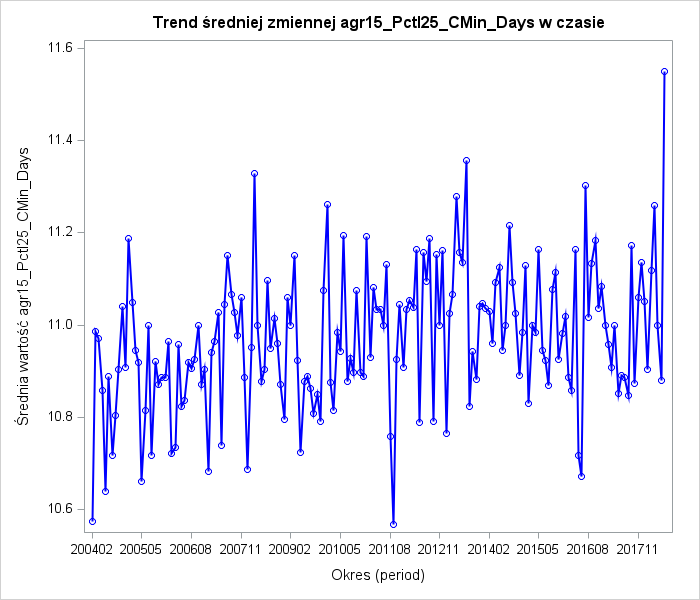 Trend średniej zmiennej agr15_Pctl25_CMin_Days w czasie
Średnia wartość agr15_Pctl25_CMin_Days
11.6
11.4
11.2
11.0
10.8
10.6
200402 200505 200608 200711 200902 201005 201108 201211 201402 201505 201608 201711
Okres (period)